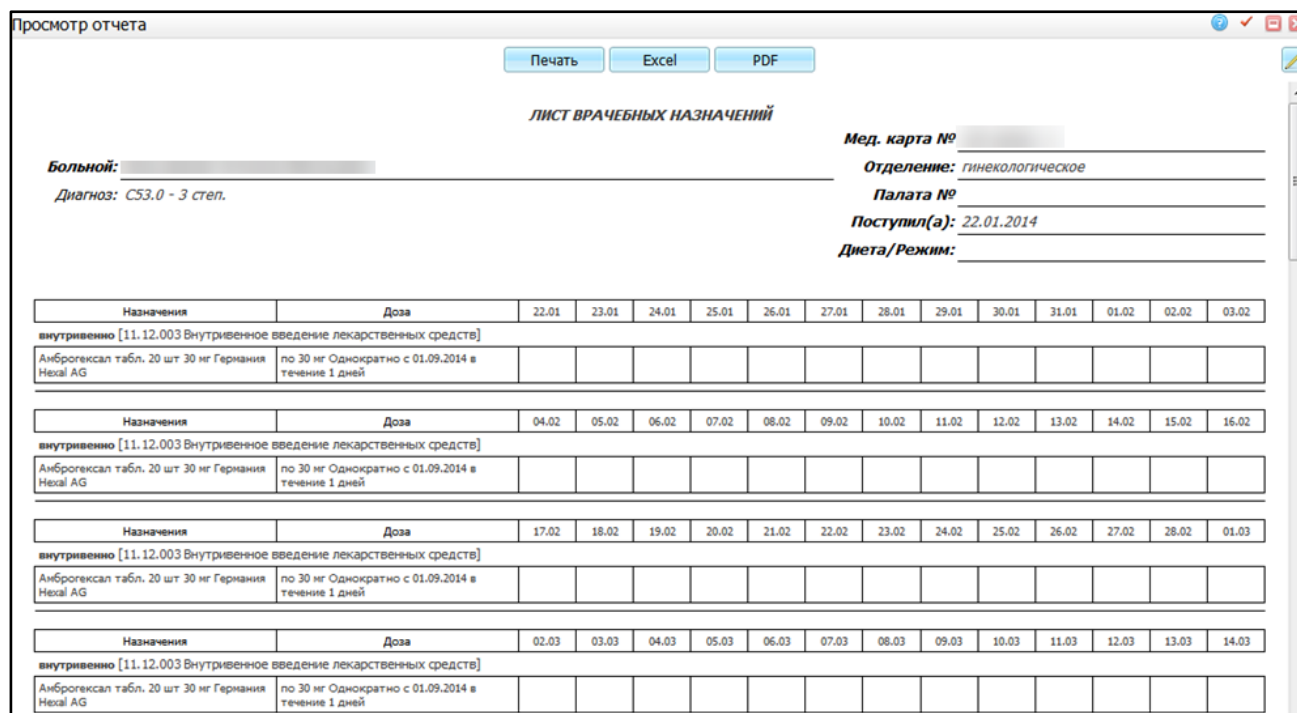 Просмотр отчета
Печать Excel PDF
ЛИСТ ВРАЧЕБНЫХ НАЗНАЧЕНИЙ
Мед. карта №
Больной:
Отделение: гинекологическое
Диагноз: C53.0 - 3 степ.
Палата №
Поступил(а): 22.01.2014
Диета/Режим:
Назначения Доза 22.01 23.01 24.01 25.01 26.01 27.01 28.01 29.01 30.01 31.01 01.02 02.02 03.02
внутривенно [11.12.003 Внутривенное введение лекарственных средств]
Амброгексал табл. 20 шт 30 мг Германия по 30 мг Однократно с 01.09.2014 в
Hexal AG течение 1 дней
Назначения Доза 04.02 05.02 06.02 07.02 08.02 09.02 10.02 11.02 12.02 13.02 14.02 15.02 16.02
внутривенно [11.12.003 Внутривенное введение лекарственных средств]
Амброгексал табл. 20 шт 30 мг Германия по 30 мг Однократно с 01.09.2014 в
Hexal AG течение 1 дней
Назначения Доза 17.02 18.02 19.02 20.02 21.02 22.02 23.02 24.02 25.02 26.02 27.02 28.02 01.03
внутривенно [11.12.003 Внутривенное введение лекарственных средств]
Амброгексал табл. 20 шт 30 мг Германия по 30 мг Однократно с 01.09.2014 в
Hexal AG течение 1 дней
Назначения Доза 02.03 03.03 04.03 05.03 06.03 07.03 08.03 09.03 10.03 11.03 12.03 13.03 14.03
внутривенно [11.12.003 Внутривенное введение лекарственных средств]
Амброгексал табл. 20 шт 30 мг Германия по 30 мг Однократно с 01.09.2014 в
Hexal AG течение 1 дней